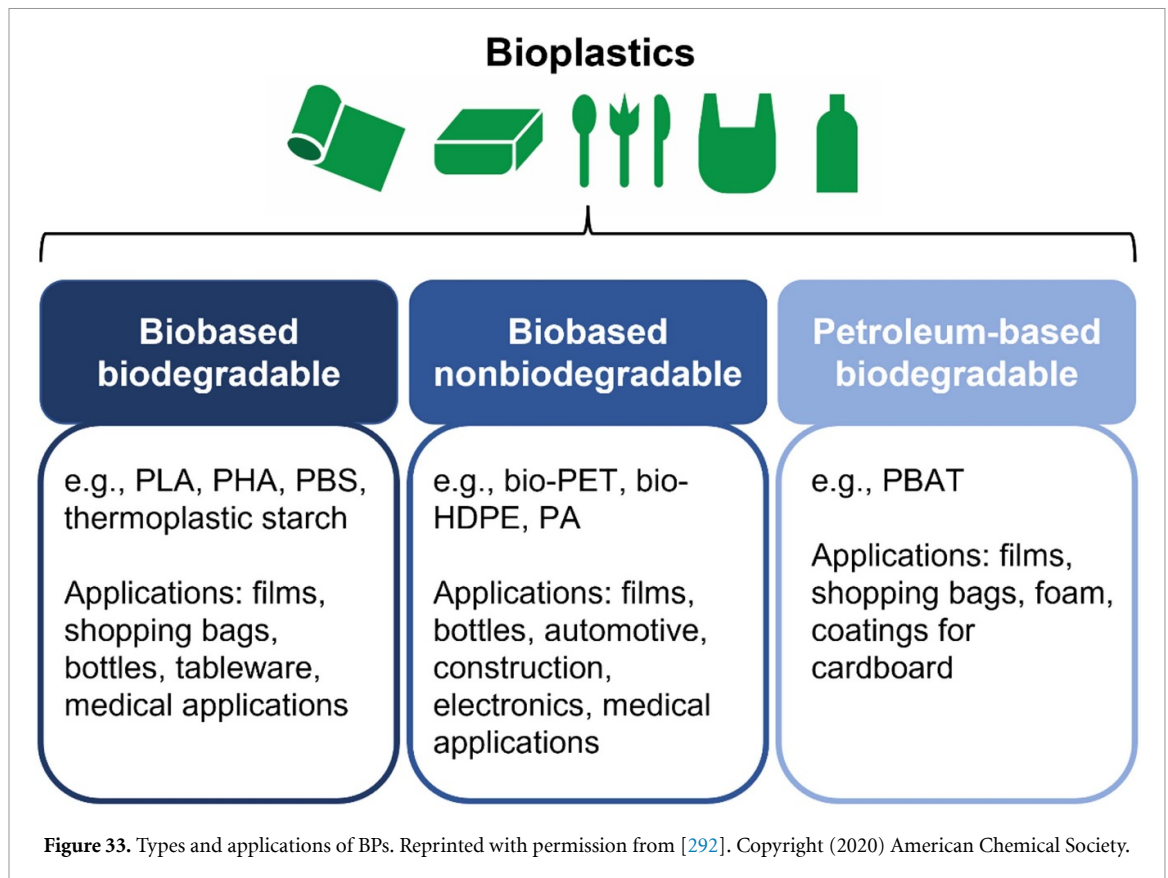 Bioplastics
Biobased
biodegradable
e.g., PLA, PHA, PBS,
thermoplastic starch
Applications: films,
shopping bags,
bottles, tableware,
medical applications
Biobased
nonbiodegradable
e.g., bio-PET, bio-
HDPE, PA
Applications: films,
bottles, automotive,
construction,
electronics, medical
applications
Petroleum-based
biodegradable
e.g., PBAT
Applications: films,
shopping bags, foam,
coatings for
cardboard
Figure 33. Types and applications of BPs. Reprinted with permission from [292]. Copyright (2020) American Chemical Society.